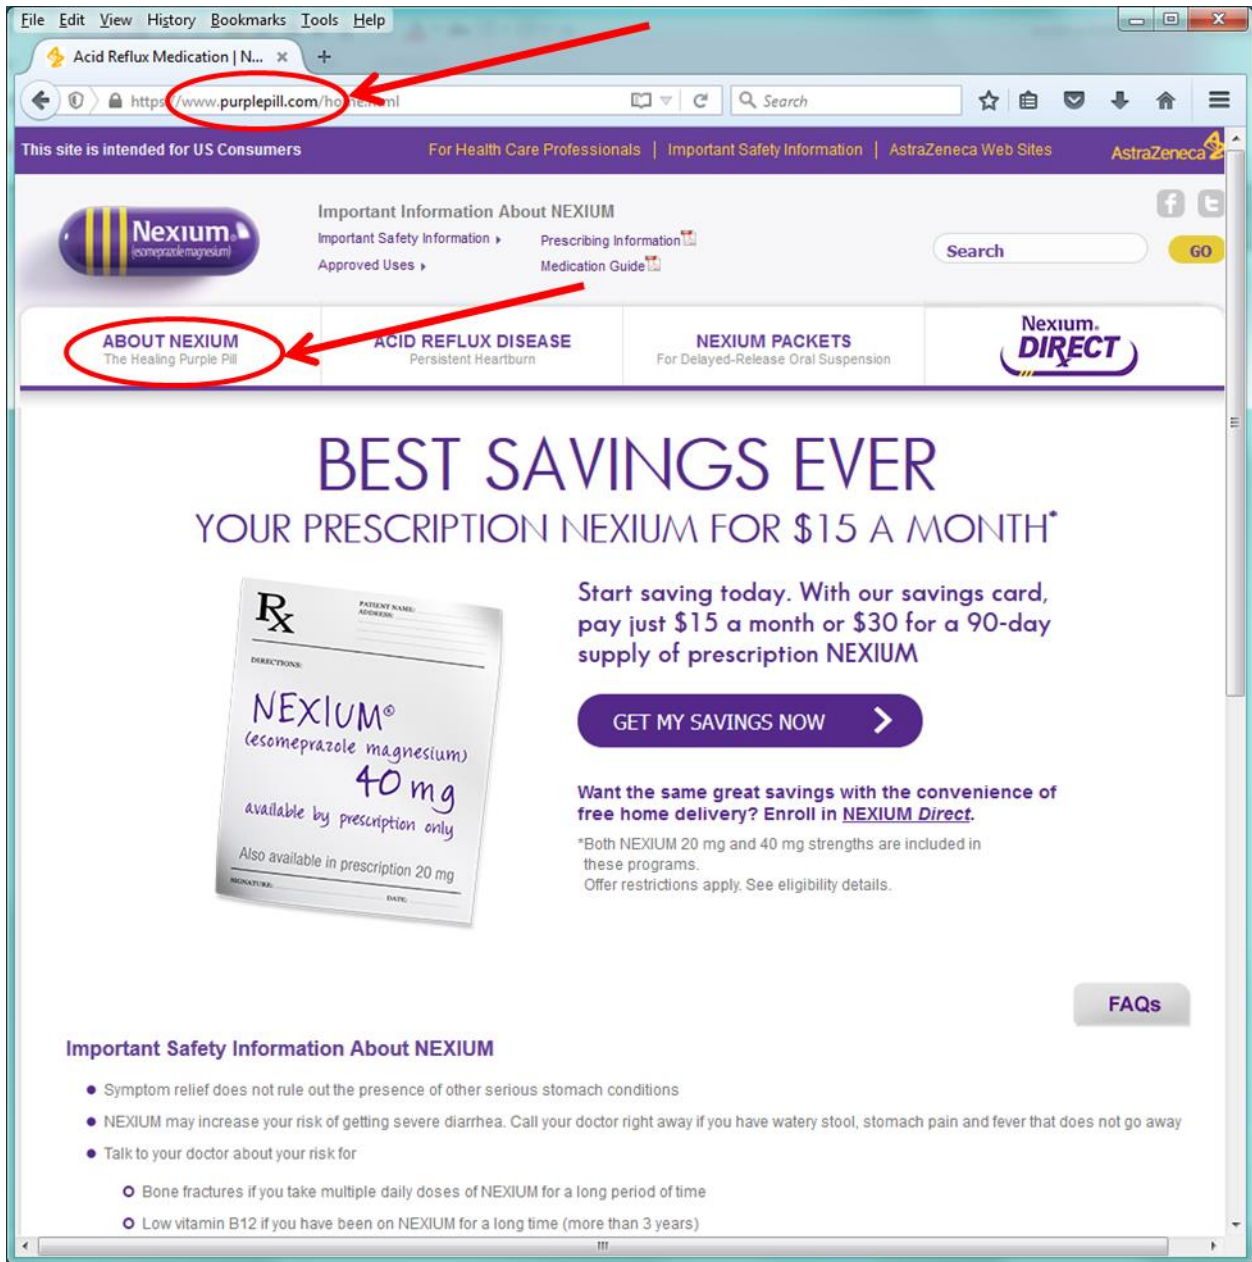 File Edit View History Bookmarks Tools Help
Acid Reflux Medication | N...
https://www.purplepill.com/home.html
Search
This site is intended for US Consumers For Health Care Professionals | Important Safety Information | AstraZeneca Web Sites AstraZeneca
Nexium
(esomeprazole magnesium)
Important Information About NEXIUM
Important Safety Information Prescribing Information
Approved Uses Medication Guide
Search GO
ABOUT NEXIUM
The Healing Purple Pill
ACID REFLUX DISEASE
Persistent Heartburn
NEXIUM PACKETS
For Delayed-Release Oral Suspension
Nexium
DIRECT
BEST SAVINGS EVER
YOUR PRESCRIPTION NEXIUM FOR $15 A MONTH*
Rx
PATIENT NAME:
ADDRESS:
DIRECTIONS:
NEXIUM®
(esomeprazole magnesium)
40 mg
available by prescription only
Also available in prescription 20 mg
SIGNATURE:
DATE:
Start saving today. With our savings card,
pay just $15 a month or $30 for a 90-day
supply of prescription NEXIUM
GET MY SAVINGS NOW
Want the same great savings with the convenience of
free home delivery? Enroll in NEXIUM Direct.
*Both NEXIUM 20 mg and 40 mg strengths are included in
these programs.
Offer restrictions apply. See eligibility details.
FAQs
Important Safety Information About NEXIUM
Symptom relief does not rule out the presence of other serious stomach conditions
NEXIUM may increase your risk of getting severe diarrhea. Call your doctor right away if you have watery stool, stomach pain and fever that does not go away
Talk to your doctor about your risk for
Bone fractures if you take multiple daily doses of NEXIUM for a long period of time
Low vitamin B12 if you have been on NEXIUM for a long time (more than 3 years)